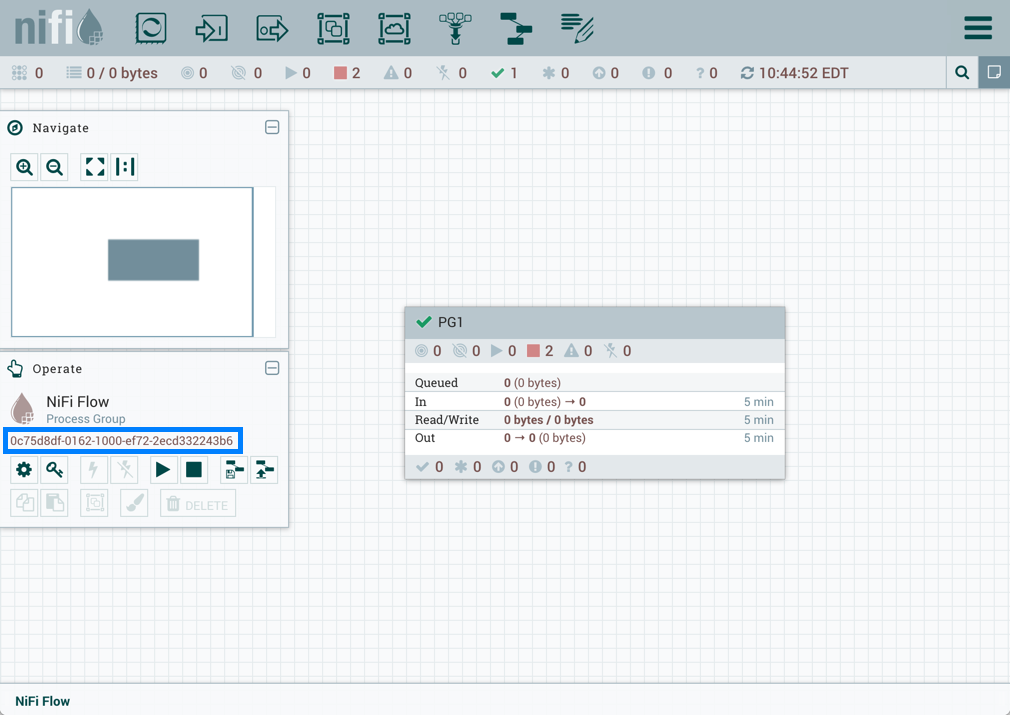 nifi
0 0 / 0 bytes 0 0 0 2 0 0 1 0 0 0 ? 0 10:44:52 EDT
Navigate
Operate
NiFi Flow
Process Group
0c75d8df-0162-1000-ef72-2ecd332243b6
DELETE
PG1
0 0 0 2 0 0
Queued 0 (0 bytes)
In 0 (0 bytes) → 0 5 min
Read/Write 0 bytes / 0 bytes 5 min
Out 0 → 0 (0 bytes) 5 min
0 0 0 0 ? 0
NiFi Flow